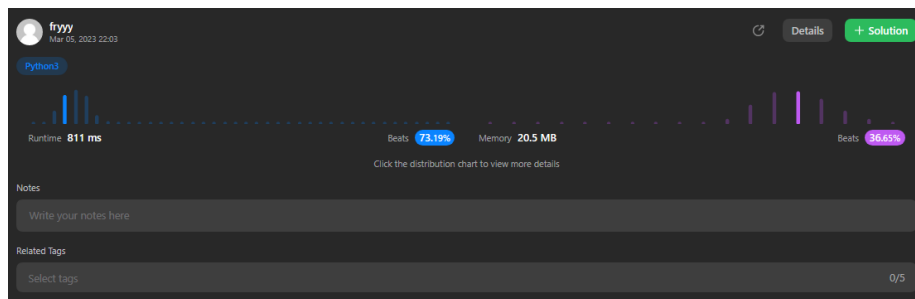 fryyy
Mar 05, 2023 22:03
Details
+ Solution
Python3
Runtime 811 ms
Beats 73.19%
Memory 20.5 MB
Beats 36.65%
Click the distribution chart to view more details
Notes
Write your notes here
Related Tags
Select tags
0/5